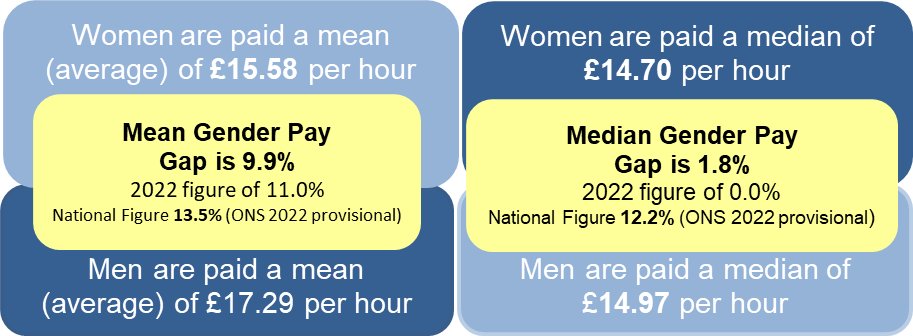 Women are paid a mean
(average) of £15.58 per hour
Mean Gender Pay
Gap is 9.9%
2022 figure of 11.0%
National Figure 13.5% (ONS 2022 provisional)
Men are paid a mean
(average) of £17.29 per hour
Women are paid a median of
£14.70 per hour
Median Gender Pay
Gap is 1.8%
2022 figure of 0.0%
National Figure 12.2% (ONS 2022 provisional)
Men are paid a median of
£14.97 per hour